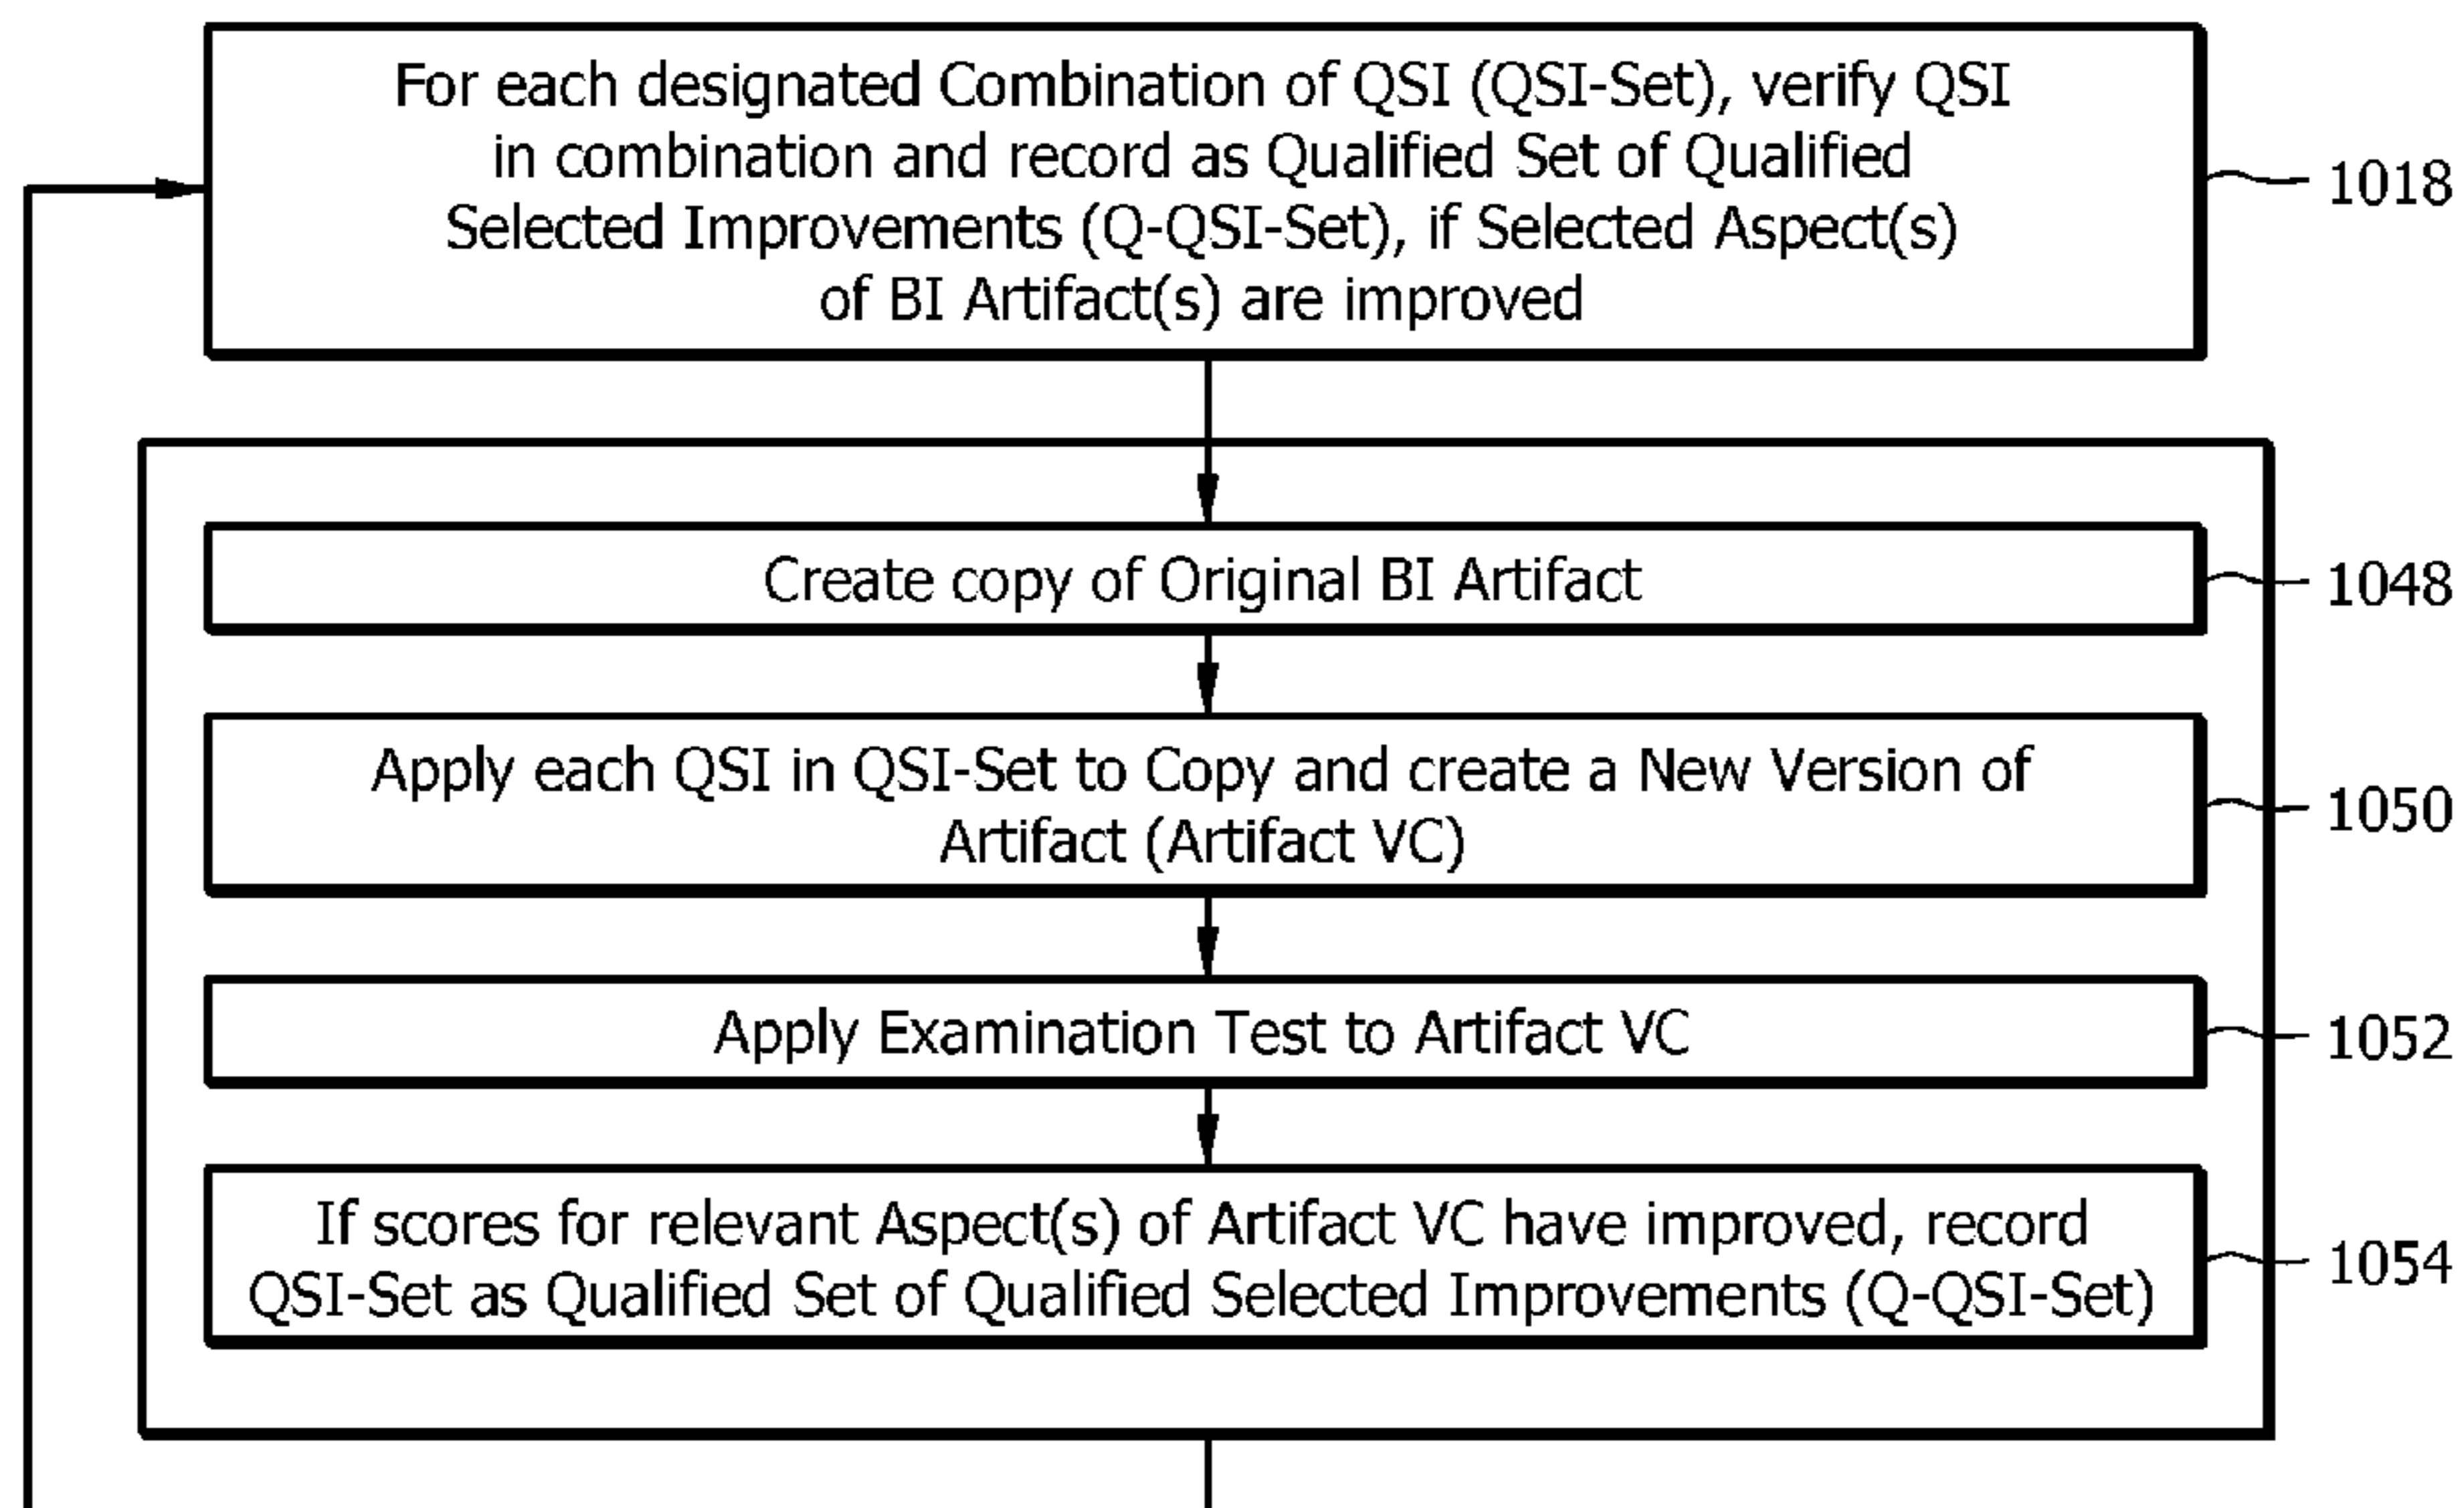 For each designated Combination of QSI (QSI-Set), verify QSI
in combination and record as Qualified Set of Qualified
Selected Improvements (Q-QSI-Set), if Selected Aspect(s)
of BI Artifact(s) are improved
1018
Create copy of Original BI Artifact
1048
Apply each QSI in QSI-Set to Copy and create a New Version of
Artifact (Artifact VC)
1050
Apply Examination Test to Artifact VC
1052
If scores for relevant Aspect(s) of Artifact VC have improved, record
QSI-Set as Qualified Set of Qualified Selected Improvements (Q-QSI-Set)
1054